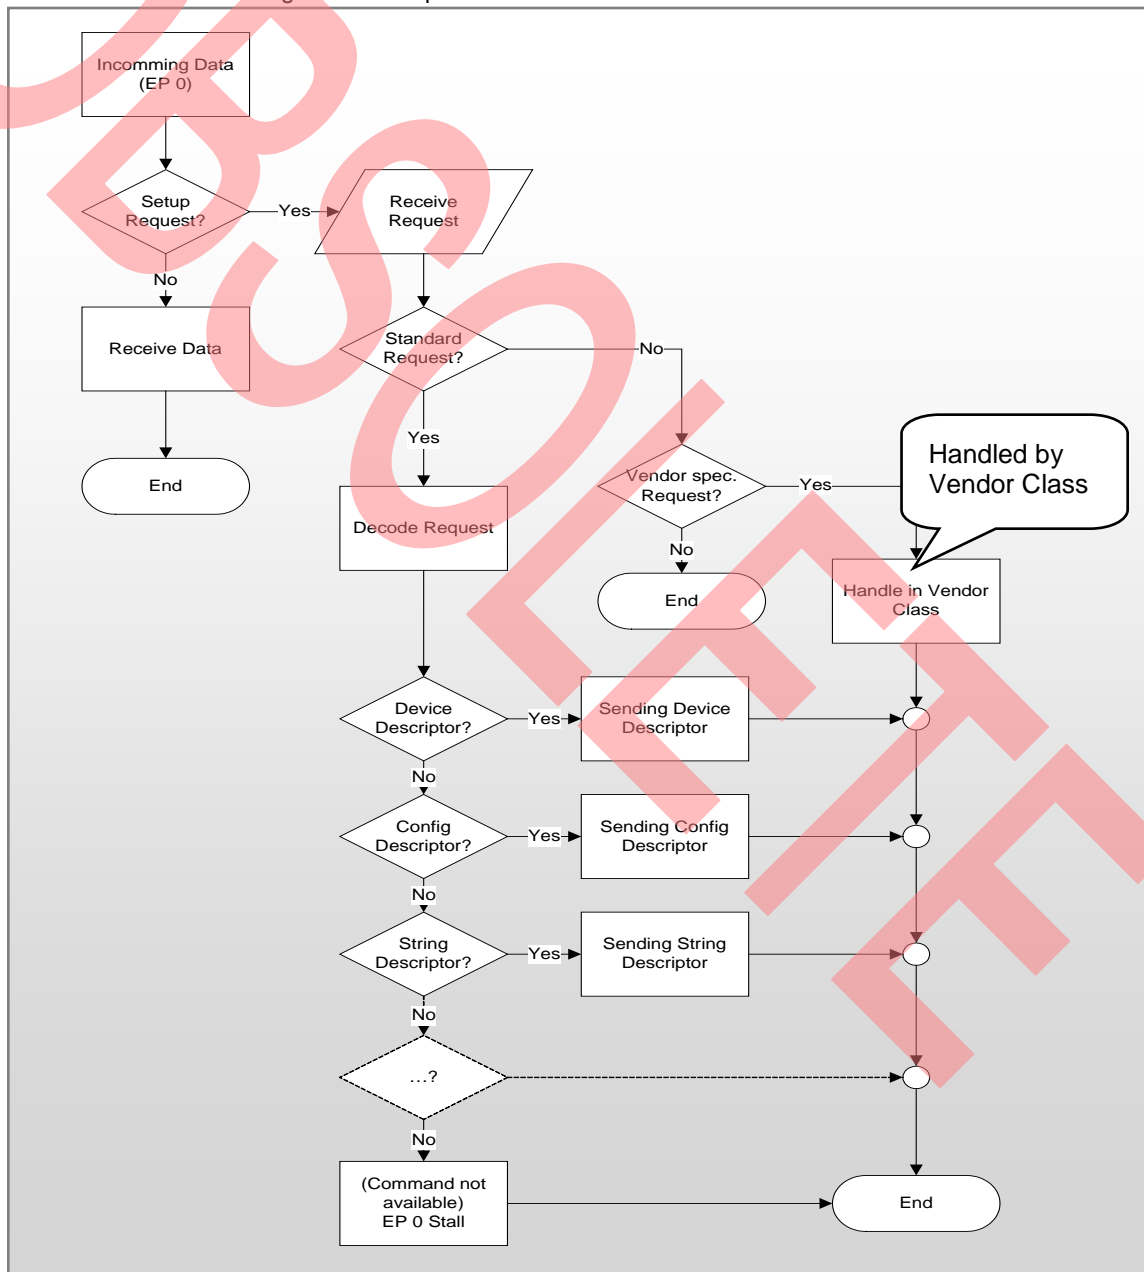 Incomming Data
(EP 0)
Setup
Request?
Yes
Receive
Request
No
Receive Data
Standard
Request?
No
Yes
End
Vendor spec.
Request?
Yes
Handled by
Vendor Class
Decode Request
No
End
Handle in Vendor
Class
Device
Descriptor?
Yes
Sending Device
Descriptor
No
Config
Descriptor?
Yes
Sending Config
Descriptor
No
String
Descriptor?
Yes
Sending String
Descriptor
No
...?
No
(Command not
available)
EP 0 Stall
End
OBSOLETE